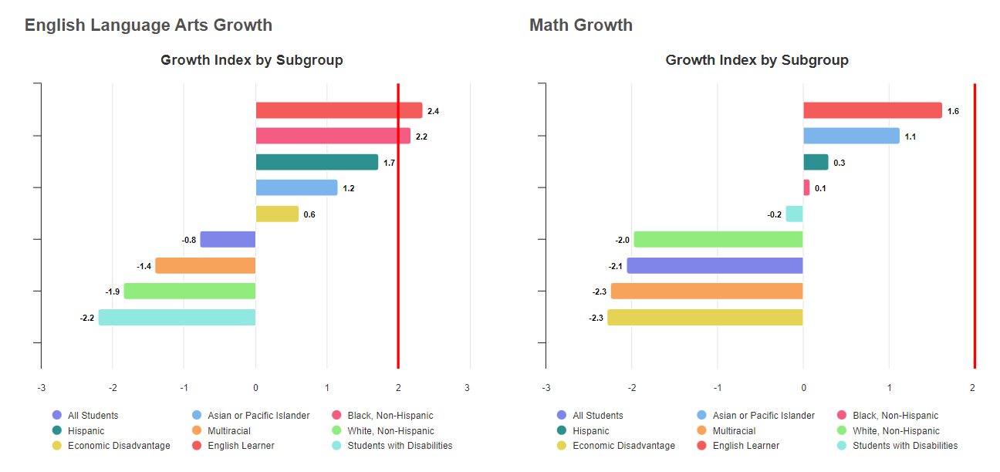 English Language Arts Growth
Growth Index by Subgroup
2.4
2.2
1.7
1.2
0.6
-0.8
-1.4
-1.9
-2.2
-3 -2 -1 0 1 2 3
All Students Asian or Pacific Islander Black, Non-Hispanic
Hispanic Multiracial White, Non-Hispanic
Economic Disadvantage English Learner Students with Disabilities
Math Growth
Growth Index by Subgroup
1.6
1.1
0.3
0.1
-0.2
-2.0
-2.1
-2.3
-2.3
-3 -2 -1 0 1 2
All Students Asian or Pacific Islander Black, Non-Hispanic
Hispanic Multiracial White, Non-Hispanic
Economic Disadvantage English Learner Students with Disabilities